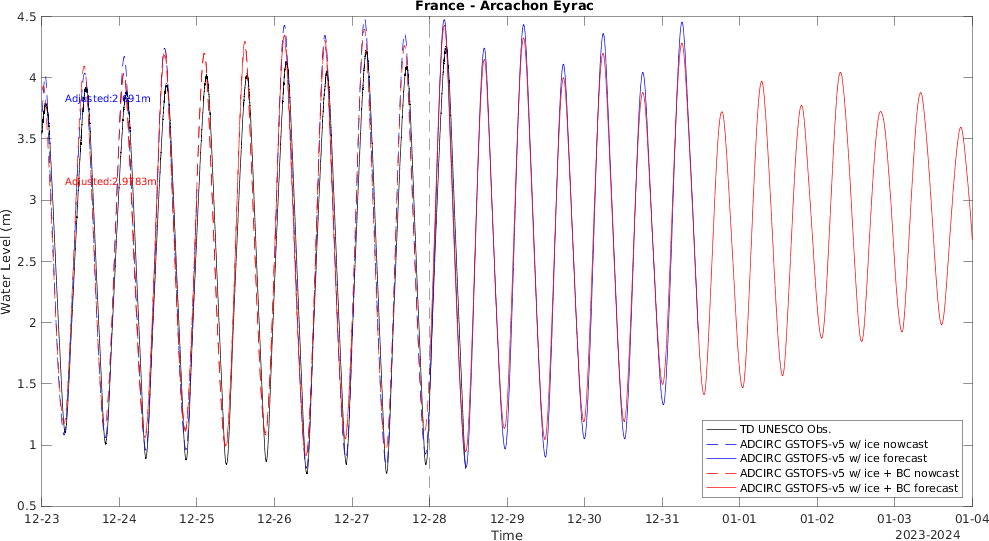 France - Arcachon Eyrac
Water Level (m)
4.5
4
3.5
3
2.5
2
1.5
1
0.5
Adjusted:2.9783m
TD UNESCO Obs.
ADCIRC GSTOFS-v5 w/ ice nowcast
ADCIRC GSTOFS-v5 w/ ice forecast
ADCIRC GSTOFS-v5 w/ ice + BC nowcast
ADCIRC GSTOFS-v5 w/ ice + BC forecast
12-23 12-24 12-25 12-26 12-27 12-28 12-29 12-30 12-31 01-01 01-02 01-03 01-04
Time
2023-2024